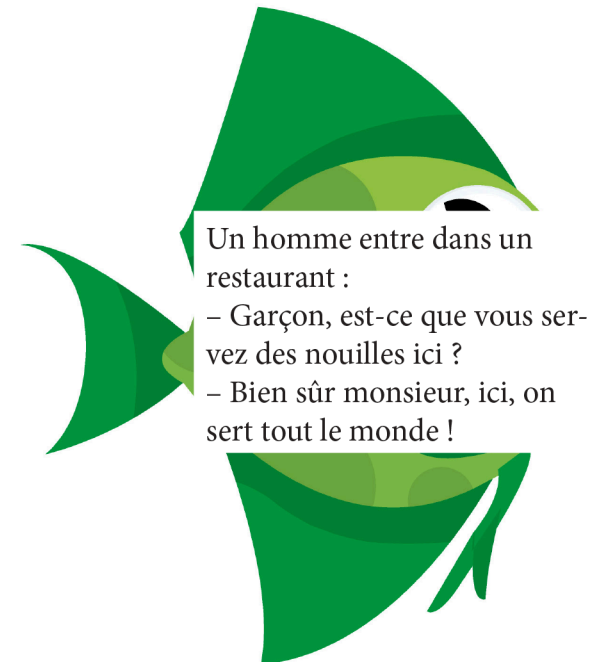 Un homme entre dans un
restaurant :
– Garçon, est-ce que vous ser-
vez des nouilles ici ?
– Bien sûr monsieur, ici, on
sert tout le monde !